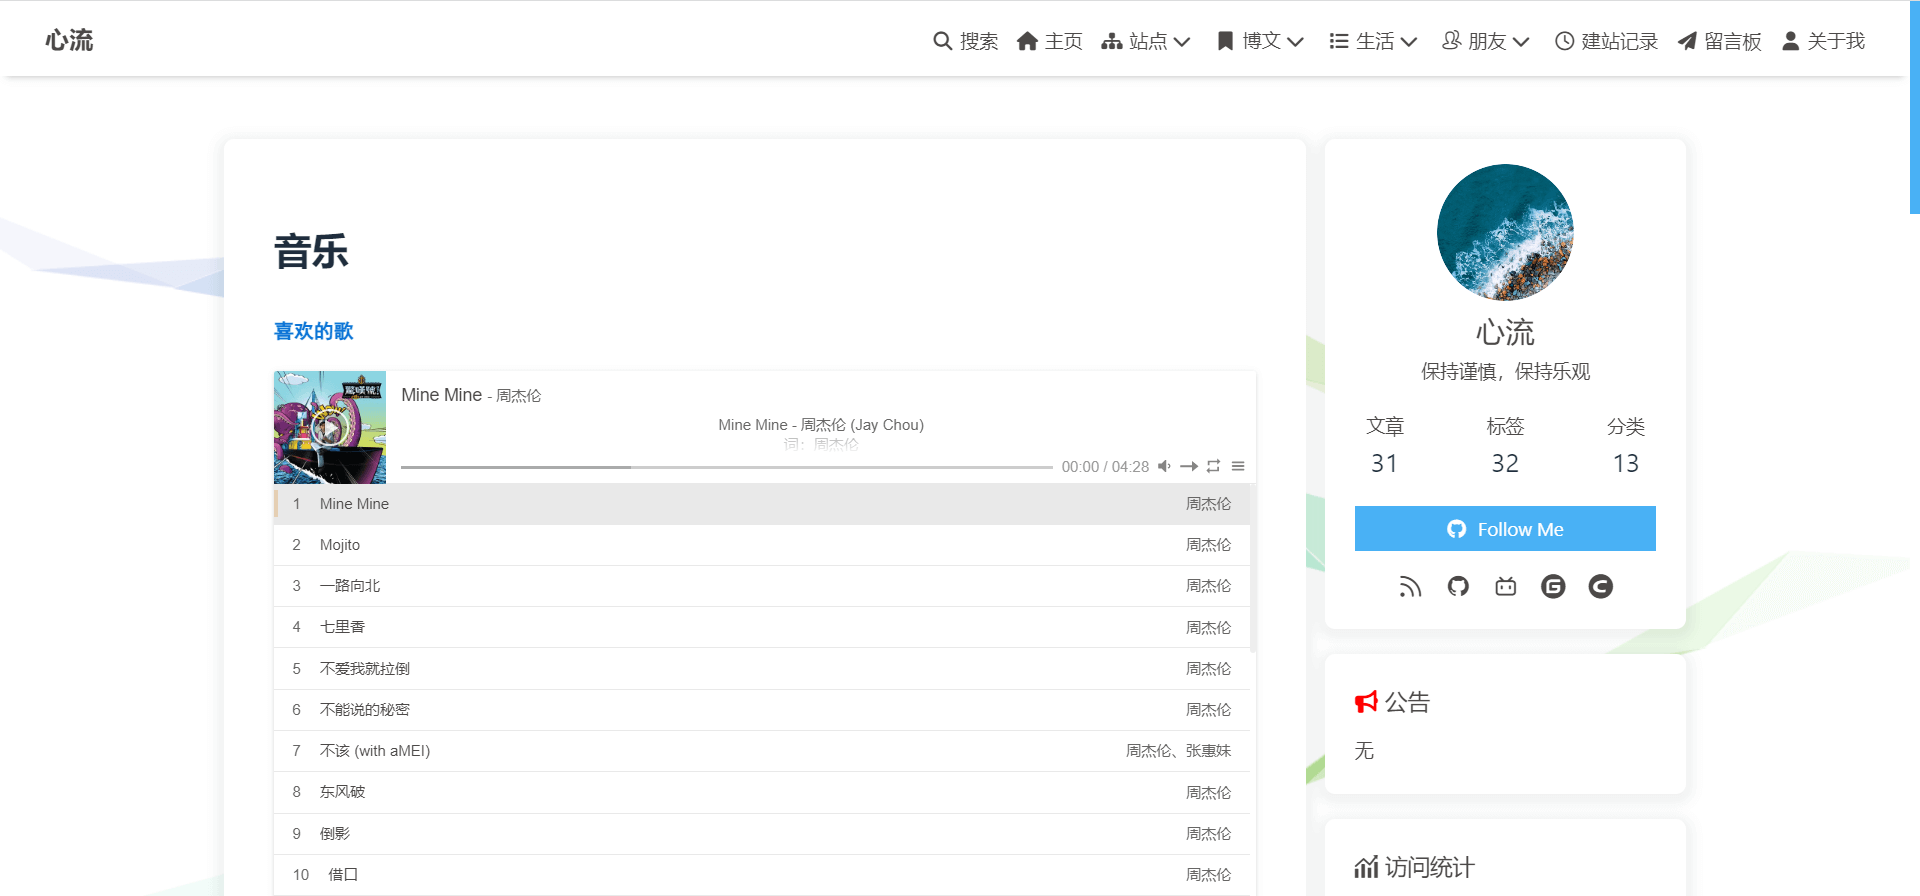 心流
搜索 主页 站点 博文 生活 朋友 建站记录 留言板 关于我
音乐
喜欢的歌
Mine Mine - 周杰伦
Mine Mine - 周杰伦 (Jay Chou)
词：周杰伦
00:00 / 04:28
1 Mine Mine 周杰伦
2 Mojito 周杰伦
3 一路向北 周杰伦
4 七里香 周杰伦
5 不爱我就拉倒 周杰伦
6 不能说的秘密 周杰伦
7 不该 (with aMEI) 周杰伦、张惠妹
8 东风破 周杰伦
9 倒影 周杰伦
10 借口 周杰伦
心流
保持谨慎，保持乐观
文章 标签 分类
31 32 13
Follow Me
公告
无
访问统计